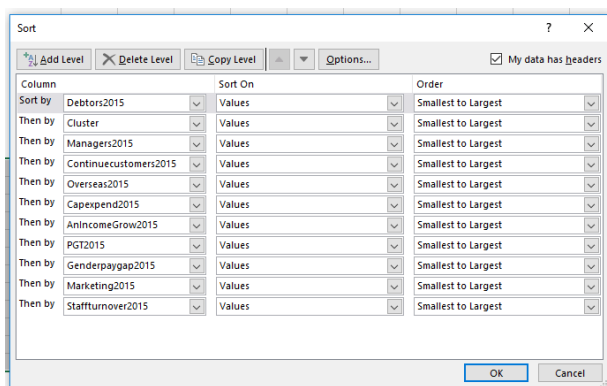 Sort ? ×
Add Level Delete Level Copy Level Options... My data has headers
Column Sort On Order
Sort by Debtors2015 Values Smallest to Largest
Then by Cluster Values Smallest to Largest
Then by Managers2015 Values Smallest to Largest
Then by Continuecustomers2015 Values Smallest to Largest
Then by Overseas2015 Values Smallest to Largest
Then by Capexpend2015 Values Smallest to Largest
Then by AnIncomeGrow2015 Values Smallest to Largest
Then by PGT2015 Values Smallest to Largest
Then by Genderpaygap2015 Values Smallest to Largest
Then by Marketing2015 Values Smallest to Largest
Then by Staffturnover2015 Values Smallest to Largest
OK Cancel